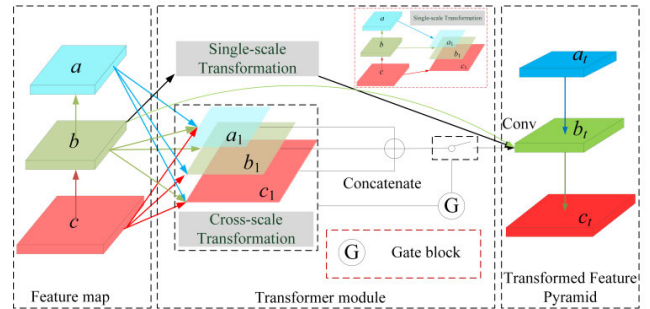 a
b
c
Feature map
Single-scale
Transformation
a1
b1
c1
Cross-scale
Transformation
Single-scale Transformation
a
b
c
a1
b1
c1
Concatenate
G
G
Gate block
Transformer module
Conv
at
bt
ct
Transformed Feature
Pyramid